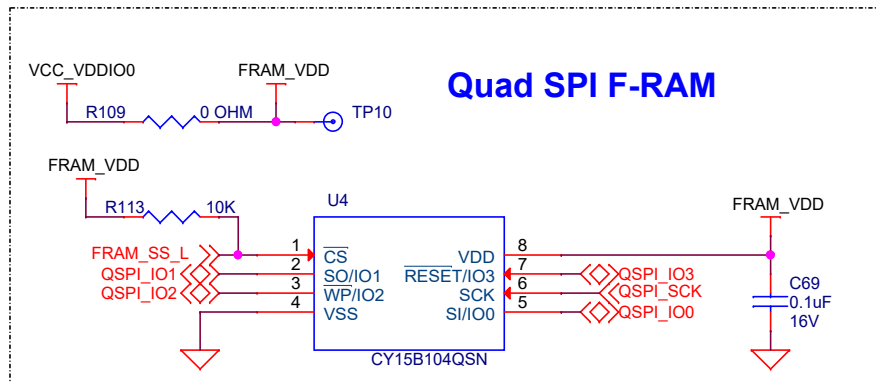 VCC_VDDIO0 FRAM_VDD
Quad SPI F-RAM
R109 0 OHM TP10
FRAM_VDD
R113 10K
U4
FRAM_VDD
FRAM_SS_L 1 CS VDD 8
QSPI_IO1 2 SO/IO1 RESET/IO3 7 QSPI_IO3
QSPI_IO2 3 WP/IO2 SCK 6 QSPI_SCK
4 VSS SI/IO0 5 QSPI_IO0
C69
0.1uF
16V
CY15B104QSN